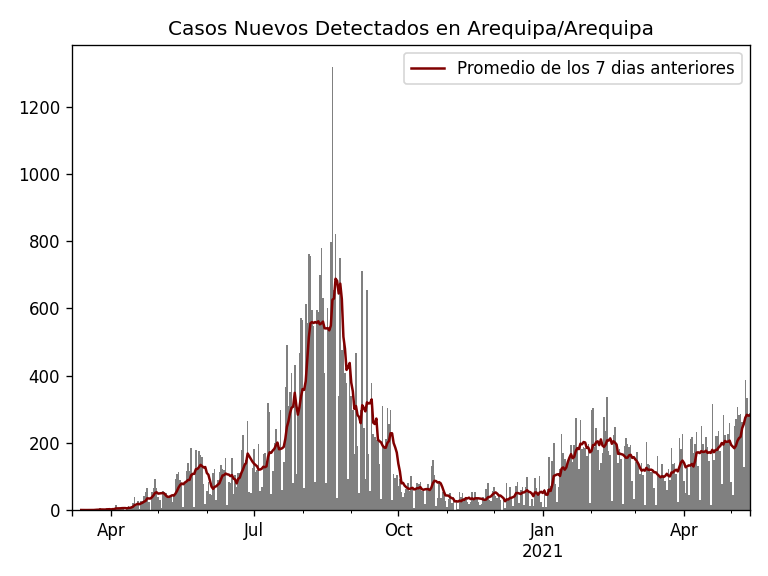 Casos Nuevos Detectados en Arequipa/Arequipa
Promedio de los 7 dias anteriores
1200
1000
800
600
400
200
0
Apr Jul Oct Jan Apr
2021